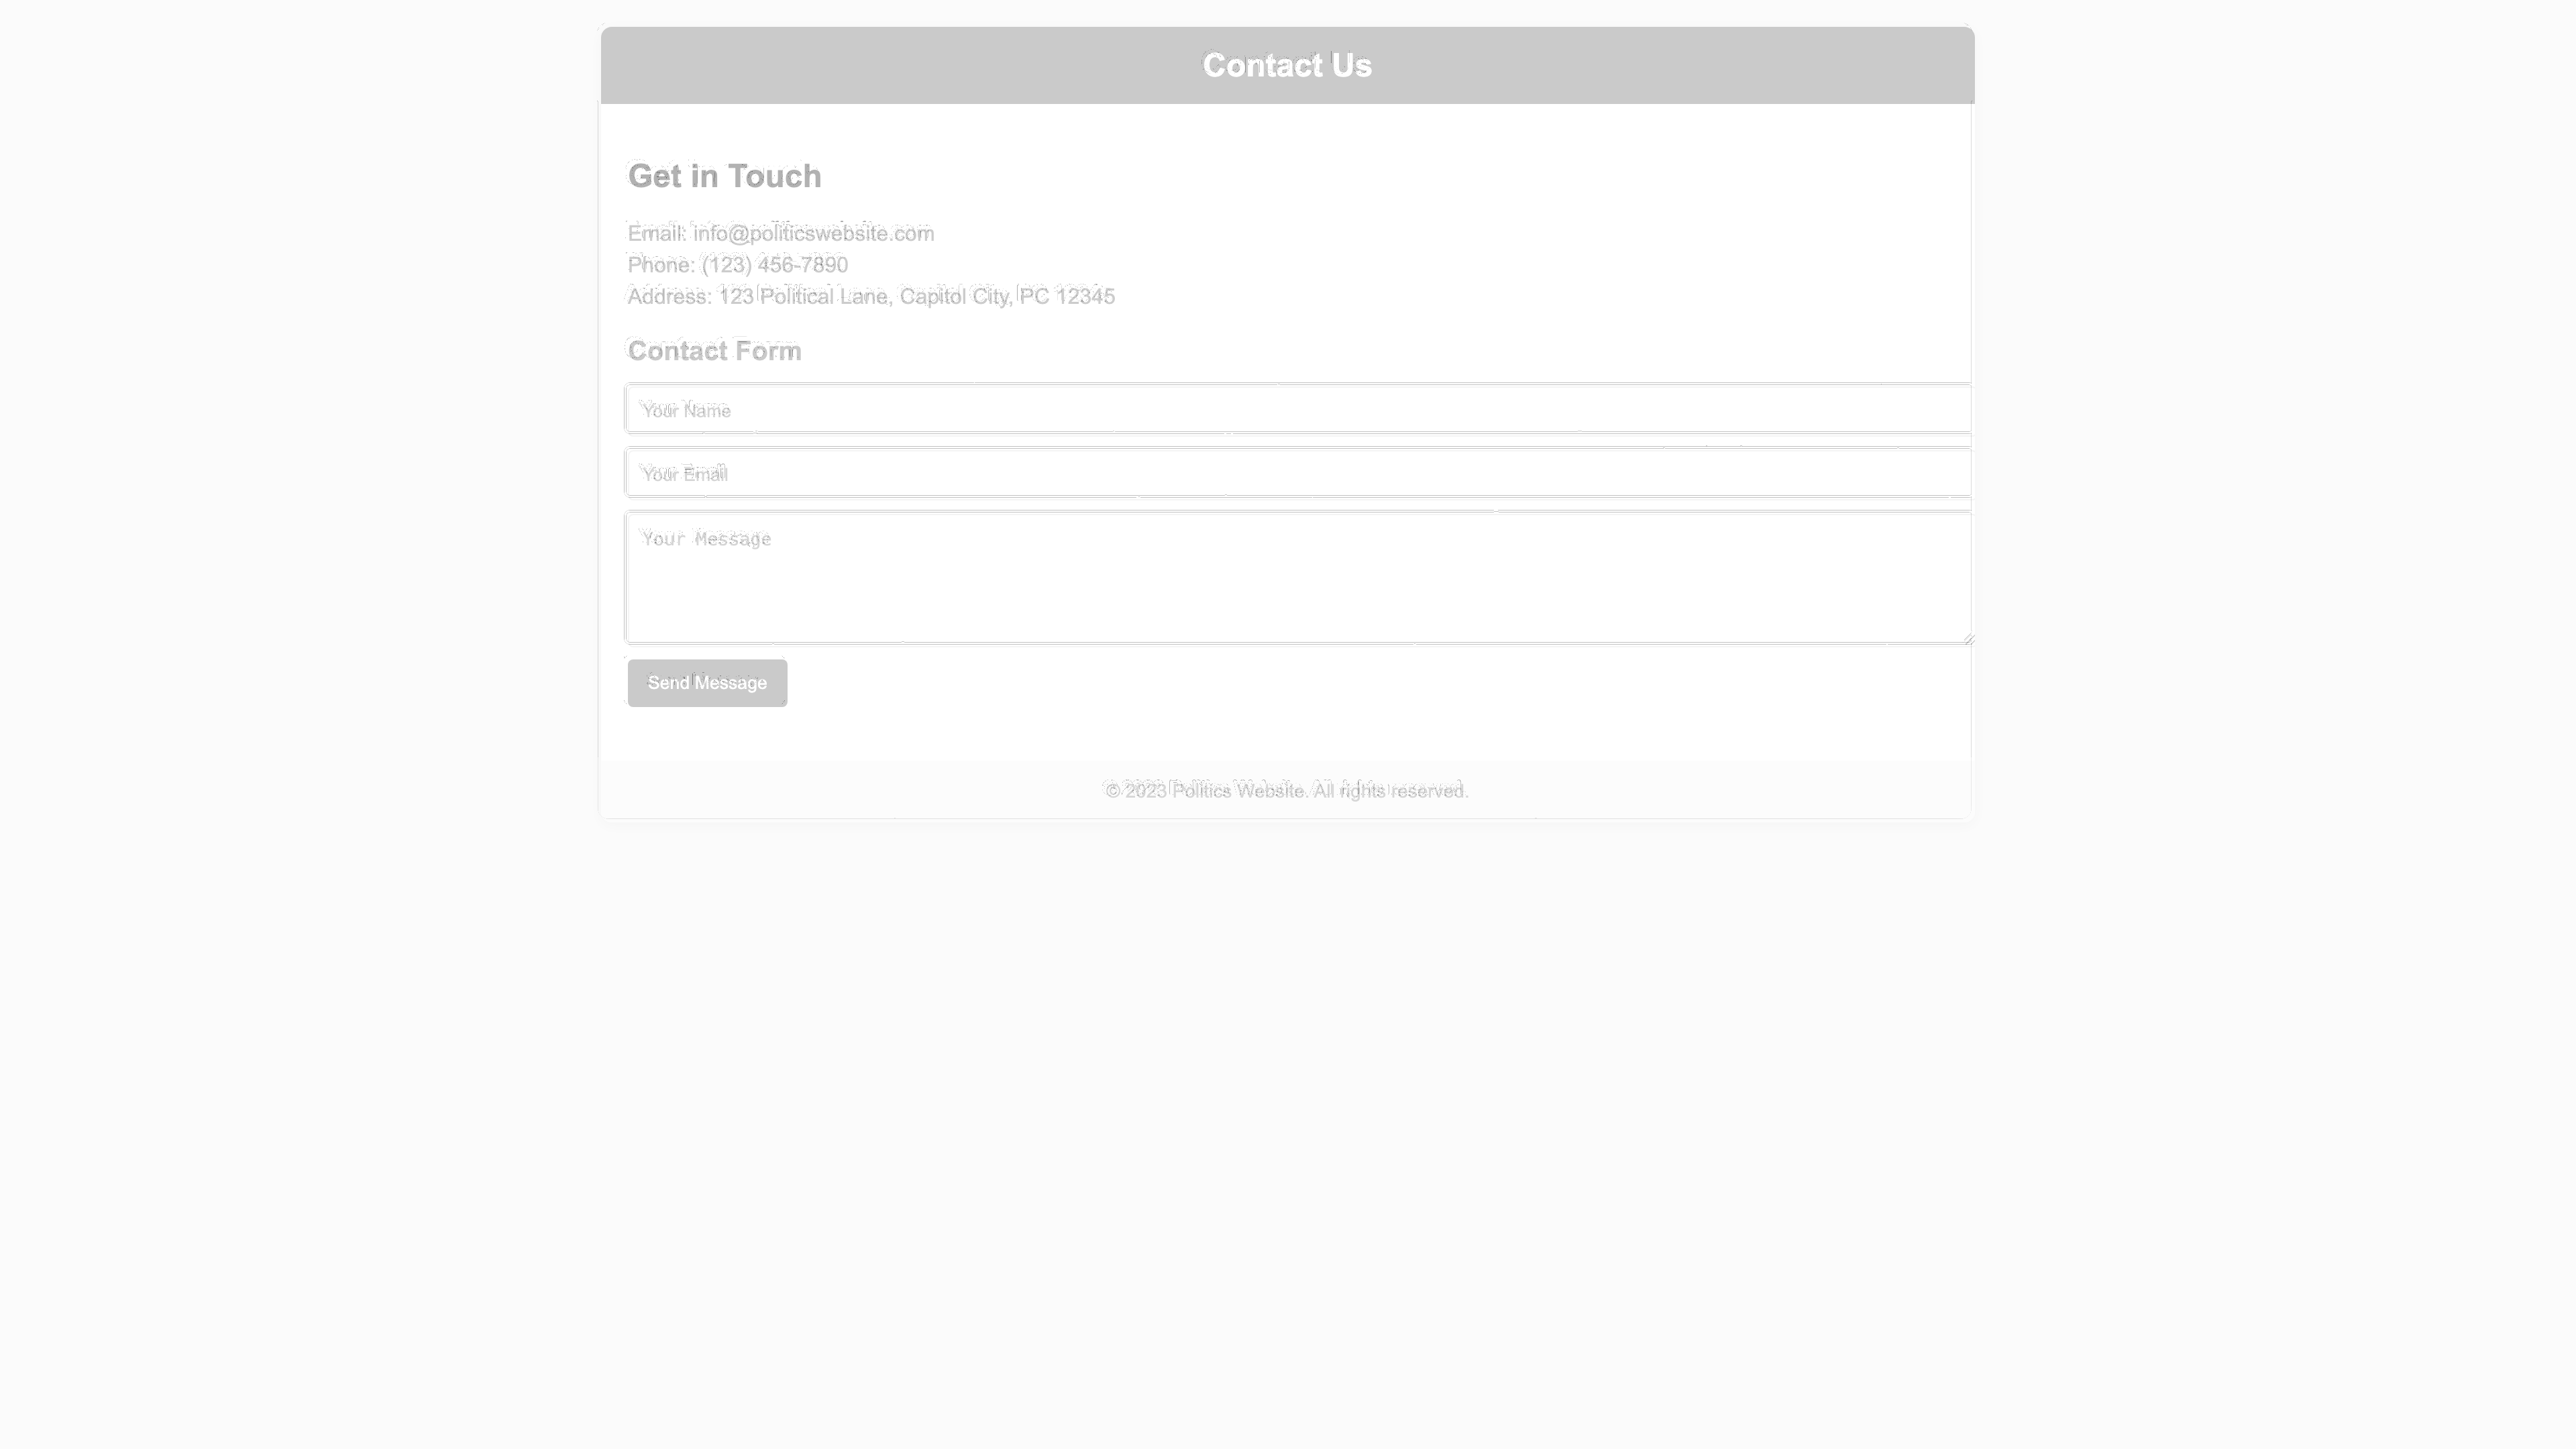 Contact Us
Get in Touch
Email: info@politicswebsite.com
Phone: (123) 456-7890
Address: 123 Political Lane, Capitol City, PC 12345
Contact Form
Your Name
Your Email
Your Message
Send Message
© 2023 Politics Website. All rights reserved.